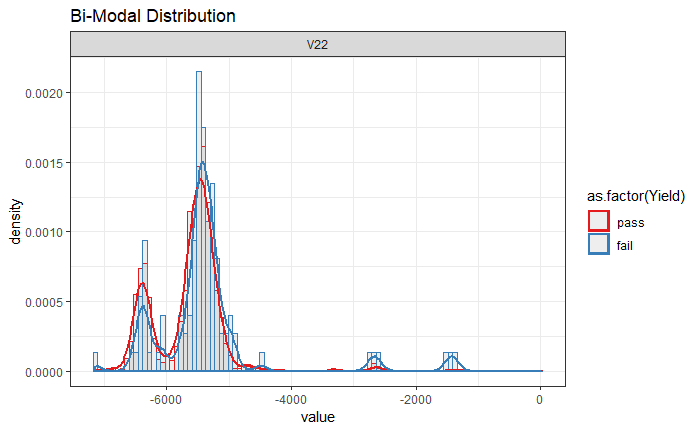 Bi-Modal Distribution
V22
0.0020
0.0015
0.0010
0.0005
0.0000
density
-6000
-4000
-2000
0
value
as.factor(Yield)
pass
fail